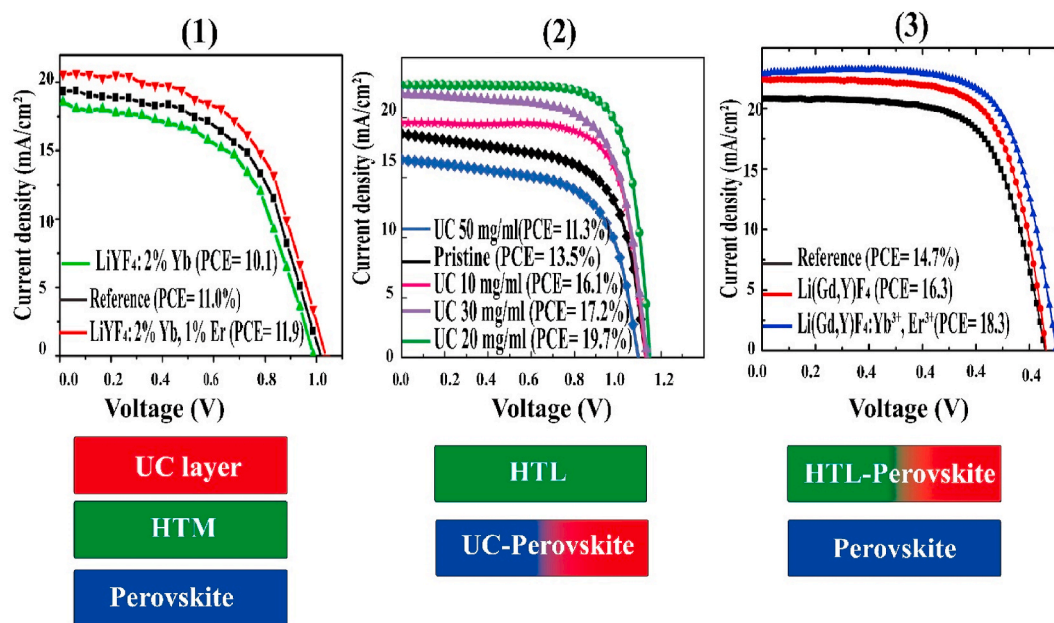 (1)
Current density (mA/cm²)
20
15
10
5
0
LiYF₄: 2% Yb (PCE= 10.1)
Reference (PCE= 11.0%)
LiYF₄: 2% Yb, 1% Er (PCE= 11.9)
0.0 0.2 0.4 0.6 0.8 1.0
Voltage (V)
UC layer
HTM
Perovskite
(2)
Current density (mA/cm²)
20
15
10
5
0
UC 50 mg/ml(PCE= 11.3%)
Pristine (PCE= 13.5%)
UC 10 mg/ml (PCE= 16.1%)
UC 30 mg/ml (PCE= 17.2%)
UC 20 mg/ml (PCE= 19.7%)
0.0 0.2 0.4 0.6 0.8 1.0 1.2
Voltage (V)
HTL
UC-Perovskite
(3)
Current density (mA/cm²)
25
20
15
10
5
0
Reference (PCE= 14.7%)
Li(Gd,Y)F₄ (PCE= 16.3)
Li(Gd,Y)F₄:Yb³⁺, Er³⁺(PCE= 18.3)
0.0 0.2 0.4 0.4 0.4 0.4
Voltage (V)
HTL-Perovskite
Perovskite